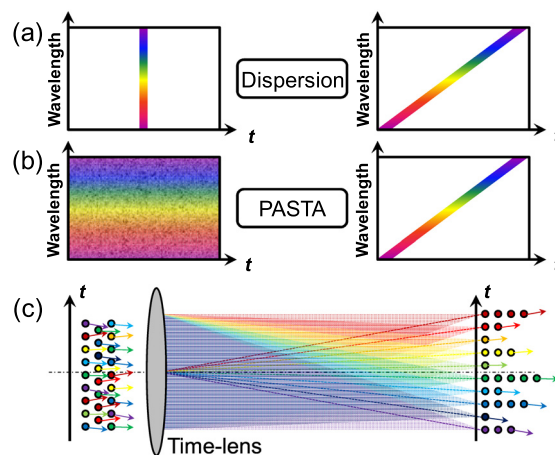 (a)
Wavelength
t
Dispersion
Wavelength
t
(b)
Wavelength
t
PASTA
Wavelength
t
(c)
t
Time-lens
t